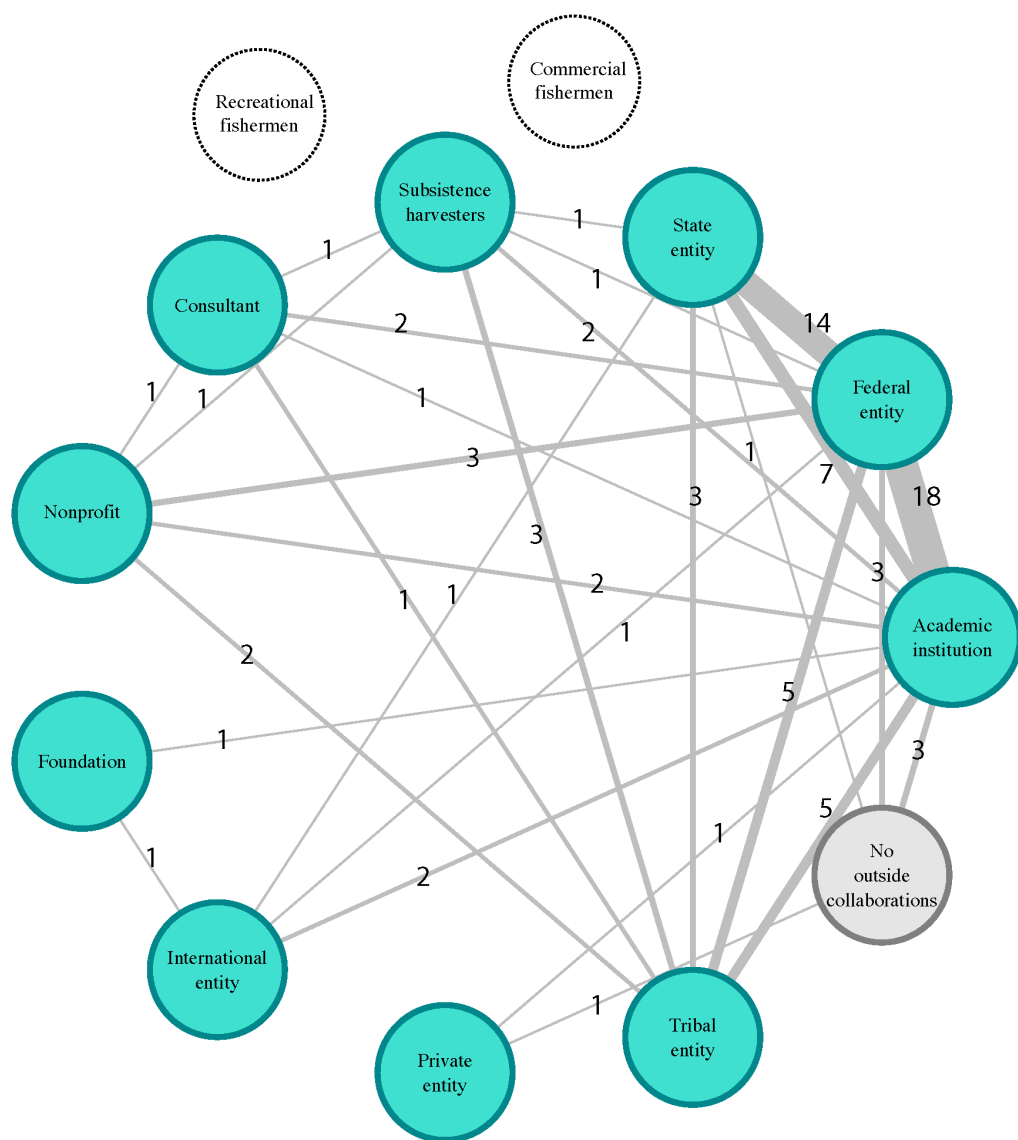 Commercial
fishermen
Recreational
fishermen
Subsistence
harvesters
State
entity
1
1
1
Consultant
14
2
2
Federal
entity
1
1
1
1
3
7
3
18
Nonprofit
3
3
2
1
1
1
Academic
institution
2
5
1
3
Foundation
5
1
1
2
No
outside
collaborations
International
entity
1
Tribal
entity
Private
entity